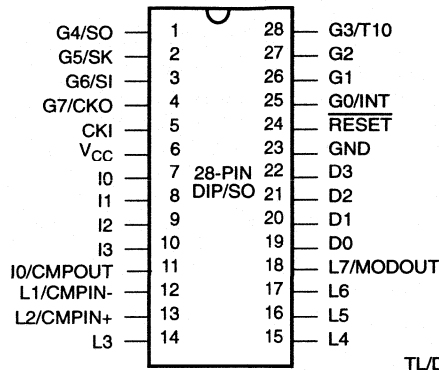 G4/SO 1 28 G3/T10
G5/SK 2 27 G2
G6/SI 3 26 G1
G7/CKO 4 25 G0/INT
CKI 5 24 RESET
VCC 6 23 GND
I0 7 28-PIN 22 D3
I1 8 DIP/SO 21 D2
I2 9 20 D1
I3 10 19 D0
I0/CMPOUT 11 18 L7/MODOUT
L1/CMPIN- 12 17 L6
L2/CMPIN+ 13 16 L5
L3 14 15 L4
TL/D